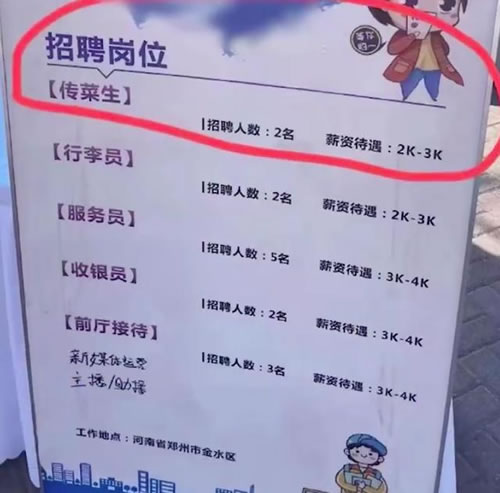 招聘岗位
【传菜生】
招聘人数：2名 薪资待遇：2K-3K
【行李员】
招聘人数：2名 薪资待遇：2K-3K
【服务员】
招聘人数：5名 薪资待遇：3K-4K
【收银员】
招聘人数：2名 薪资待遇：3K-4K
【前厅接待】
招聘人数：3名 薪资待遇：3K-4K
新媒体运营
主播/助播
工作地点：河南省郑州市金水区